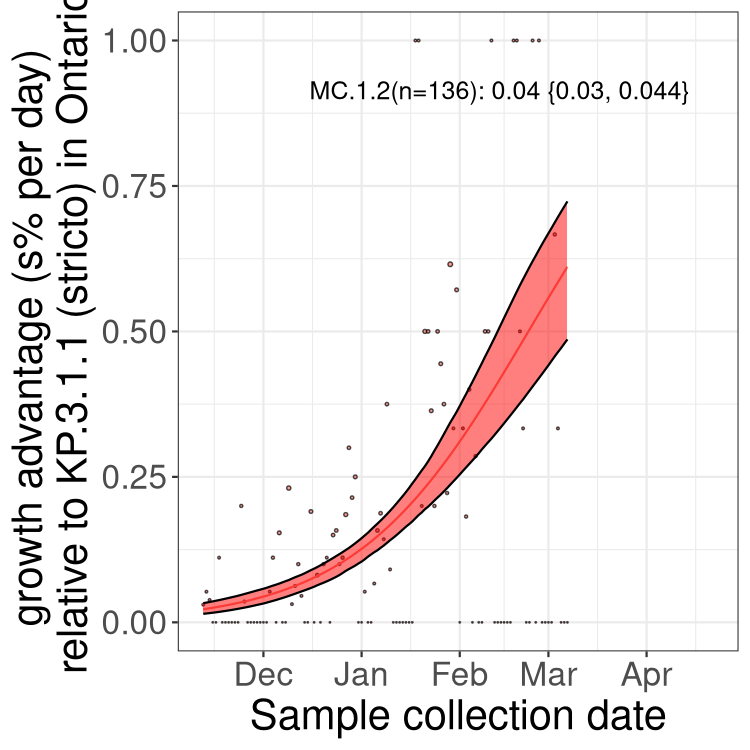 growth advantage (s% per day)
relative to KP.3.1.1 (stricto) in Ontario
1.00
0.75
0.50
0.25
0.00
MC.1.2(n=136): 0.04 {0.03, 0.044}
Dec Jan Feb Mar Apr
Sample collection date